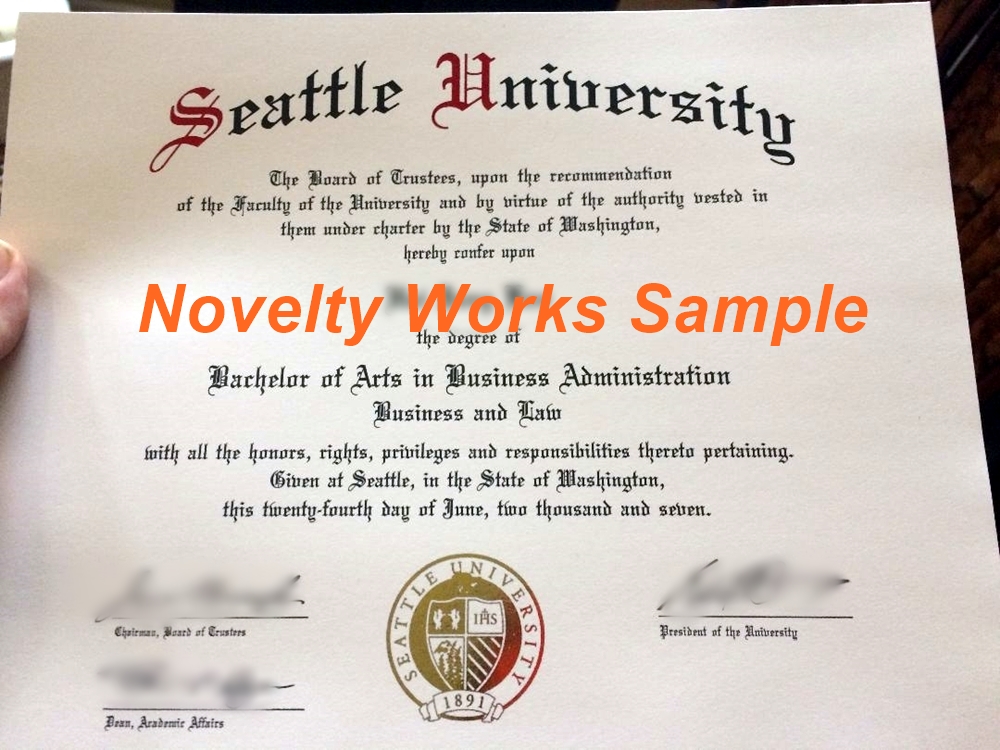 Seattle University
The Board of Trustees, upon the recommendation
of the Faculty of the University and by virtue of the authority vested in
them under charter by the State of Washington,
hereby confer upon
Novelty Works Sample
the degree of
Bachelor of Arts in Business Administration
Business and Law
with all the honors, rights, privileges and responsibilities thereto pertaining.
Given at Seattle, in the State of Washington,
this twenty-fourth day of June, two thousand and seven.
Chairman, Board of Trustees
President of the University
Dean, Academic Affairs
SEATTLE UNIVERSITY
IHS
1891